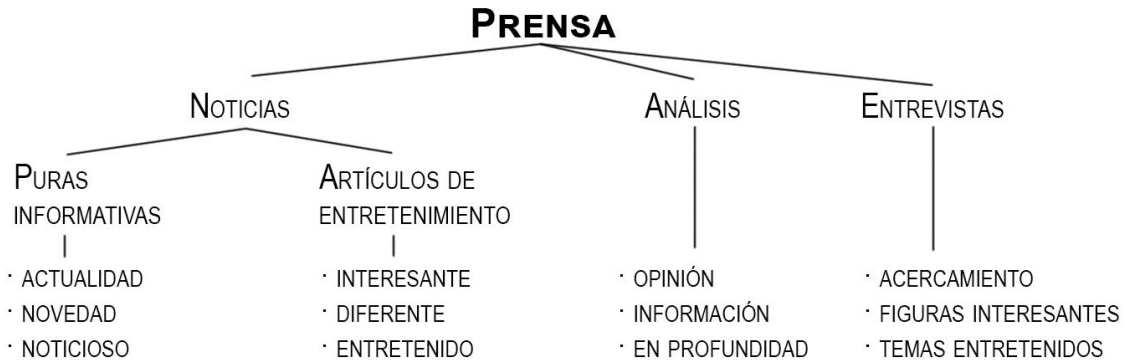 PRENSA
NOTICIAS
ANÁLISIS
ENTREVISTAS
PURAS
INFORMATIVAS
ARTÍCULOS DE
ENTRETENIMIENTO
· ACTUALIDAD
· NOVEDAD
· NOTICIOSO
· INTERESANTE
· DIFERENTE
· ENTRETENIDO
· OPINIÓN
· INFORMACIÓN
· EN PROFUNDIDAD
· ACERCAMIENTO
· FIGURAS INTERESANTES
· TEMAS ENTRETENIDOS